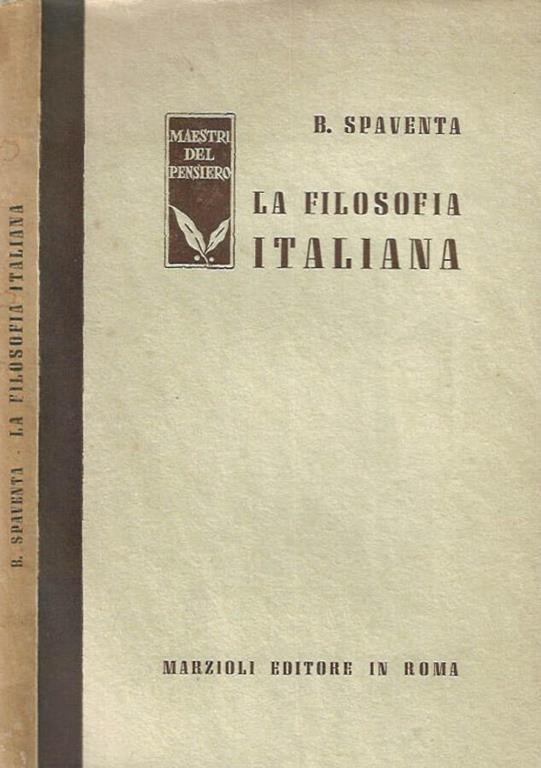 B. SPAVENTA . LA FILOSOFIA ITALIANA
MAESTRI
DEL
PENSIERO
B. SPAVENTA
LA FILOSOFIA
ITALIANA
MARZIOLI EDITORE IN ROMA